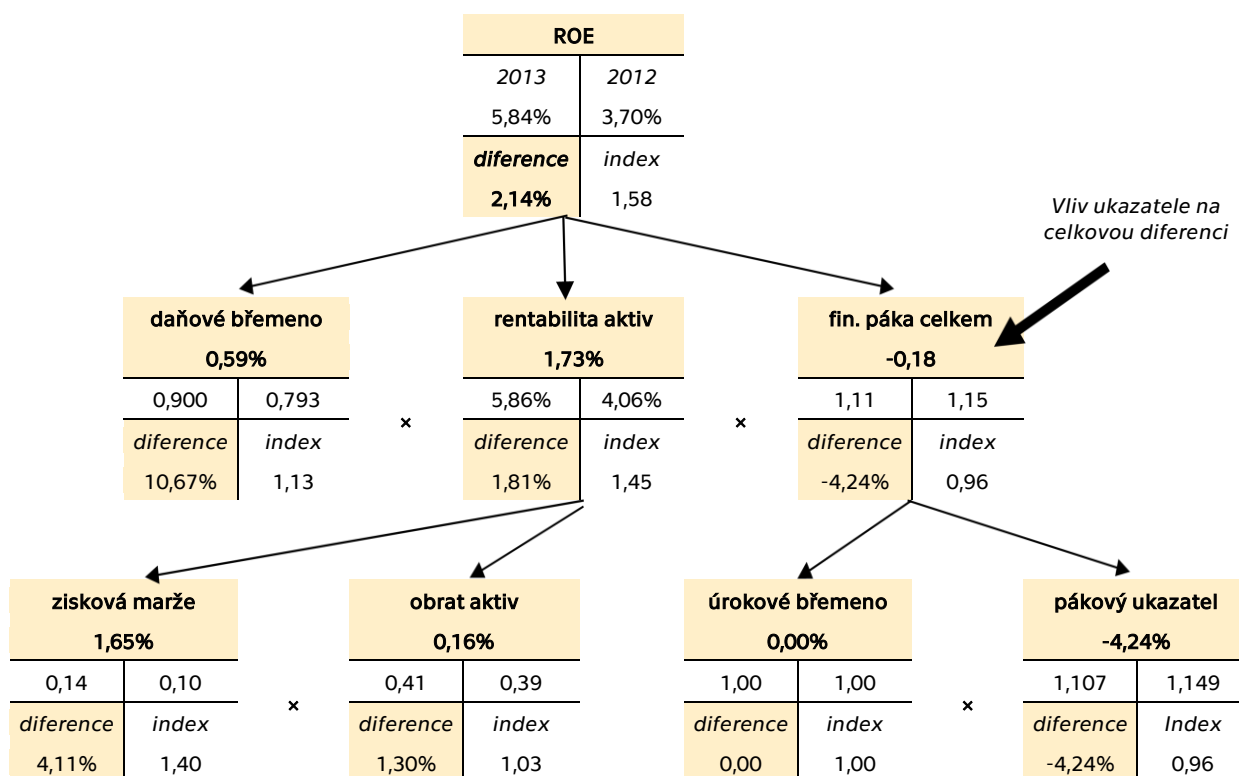 ROE
2013 2012
5,84% 3,70%
diference index
2,14% 1,58
Vliv ukazatele na
celkovou diferenci
daňové břemeno rentabilita aktiv fin. páka celkem
0,59% 1,73% -0,18
0,900 0,793 × 5,86% 4,06% × 1,11 1,15
diference index diference index diference index
10,67% 1,13 1,81% 1,45 -4,24% 0,96
zisková marže obrat aktiv úrokové břemeno pákový ukazatel
1,65% 0,16% 0,00% -4,24%
0,14 0,10 × 0,41 0,39 1,00 1,00 × 1,107 1,149
diference index diference index diference index diference Index
4,11% 1,40 1,30% 1,03 0,00 1,00 -4,24% 0,96